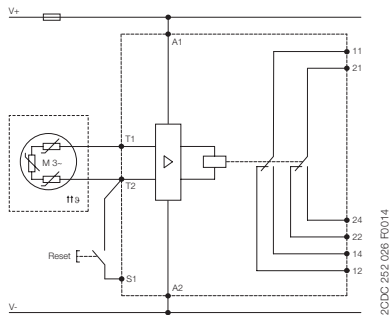 V+
A1
11
21
T1
M 3~
T2
ϑ
24
22
Reset
14
S1
12
A2
V-
2CDC 252 026 F0014